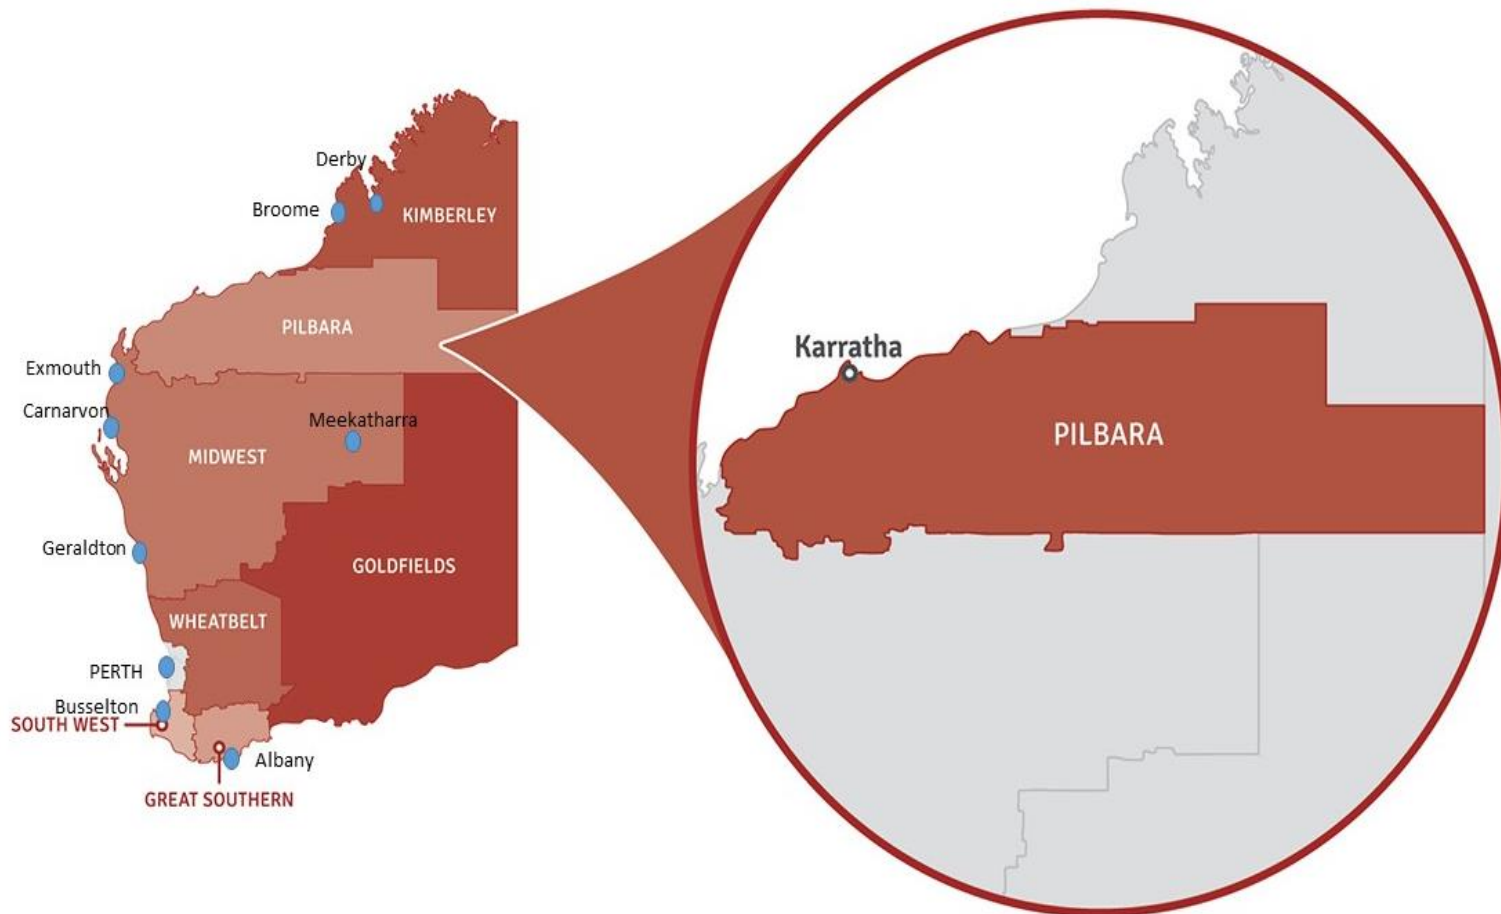 Derby
Broome
KIMBERLEY
PILBARA
Exmouth
Carnarvon
Meekatharra
MIDWEST
Geraldton
GOLDFIELDS
WHEATBELT
PERTH
Busselton
SOUTH WEST
Albany
GREAT SOUTHERN
Karratha
PILBARA